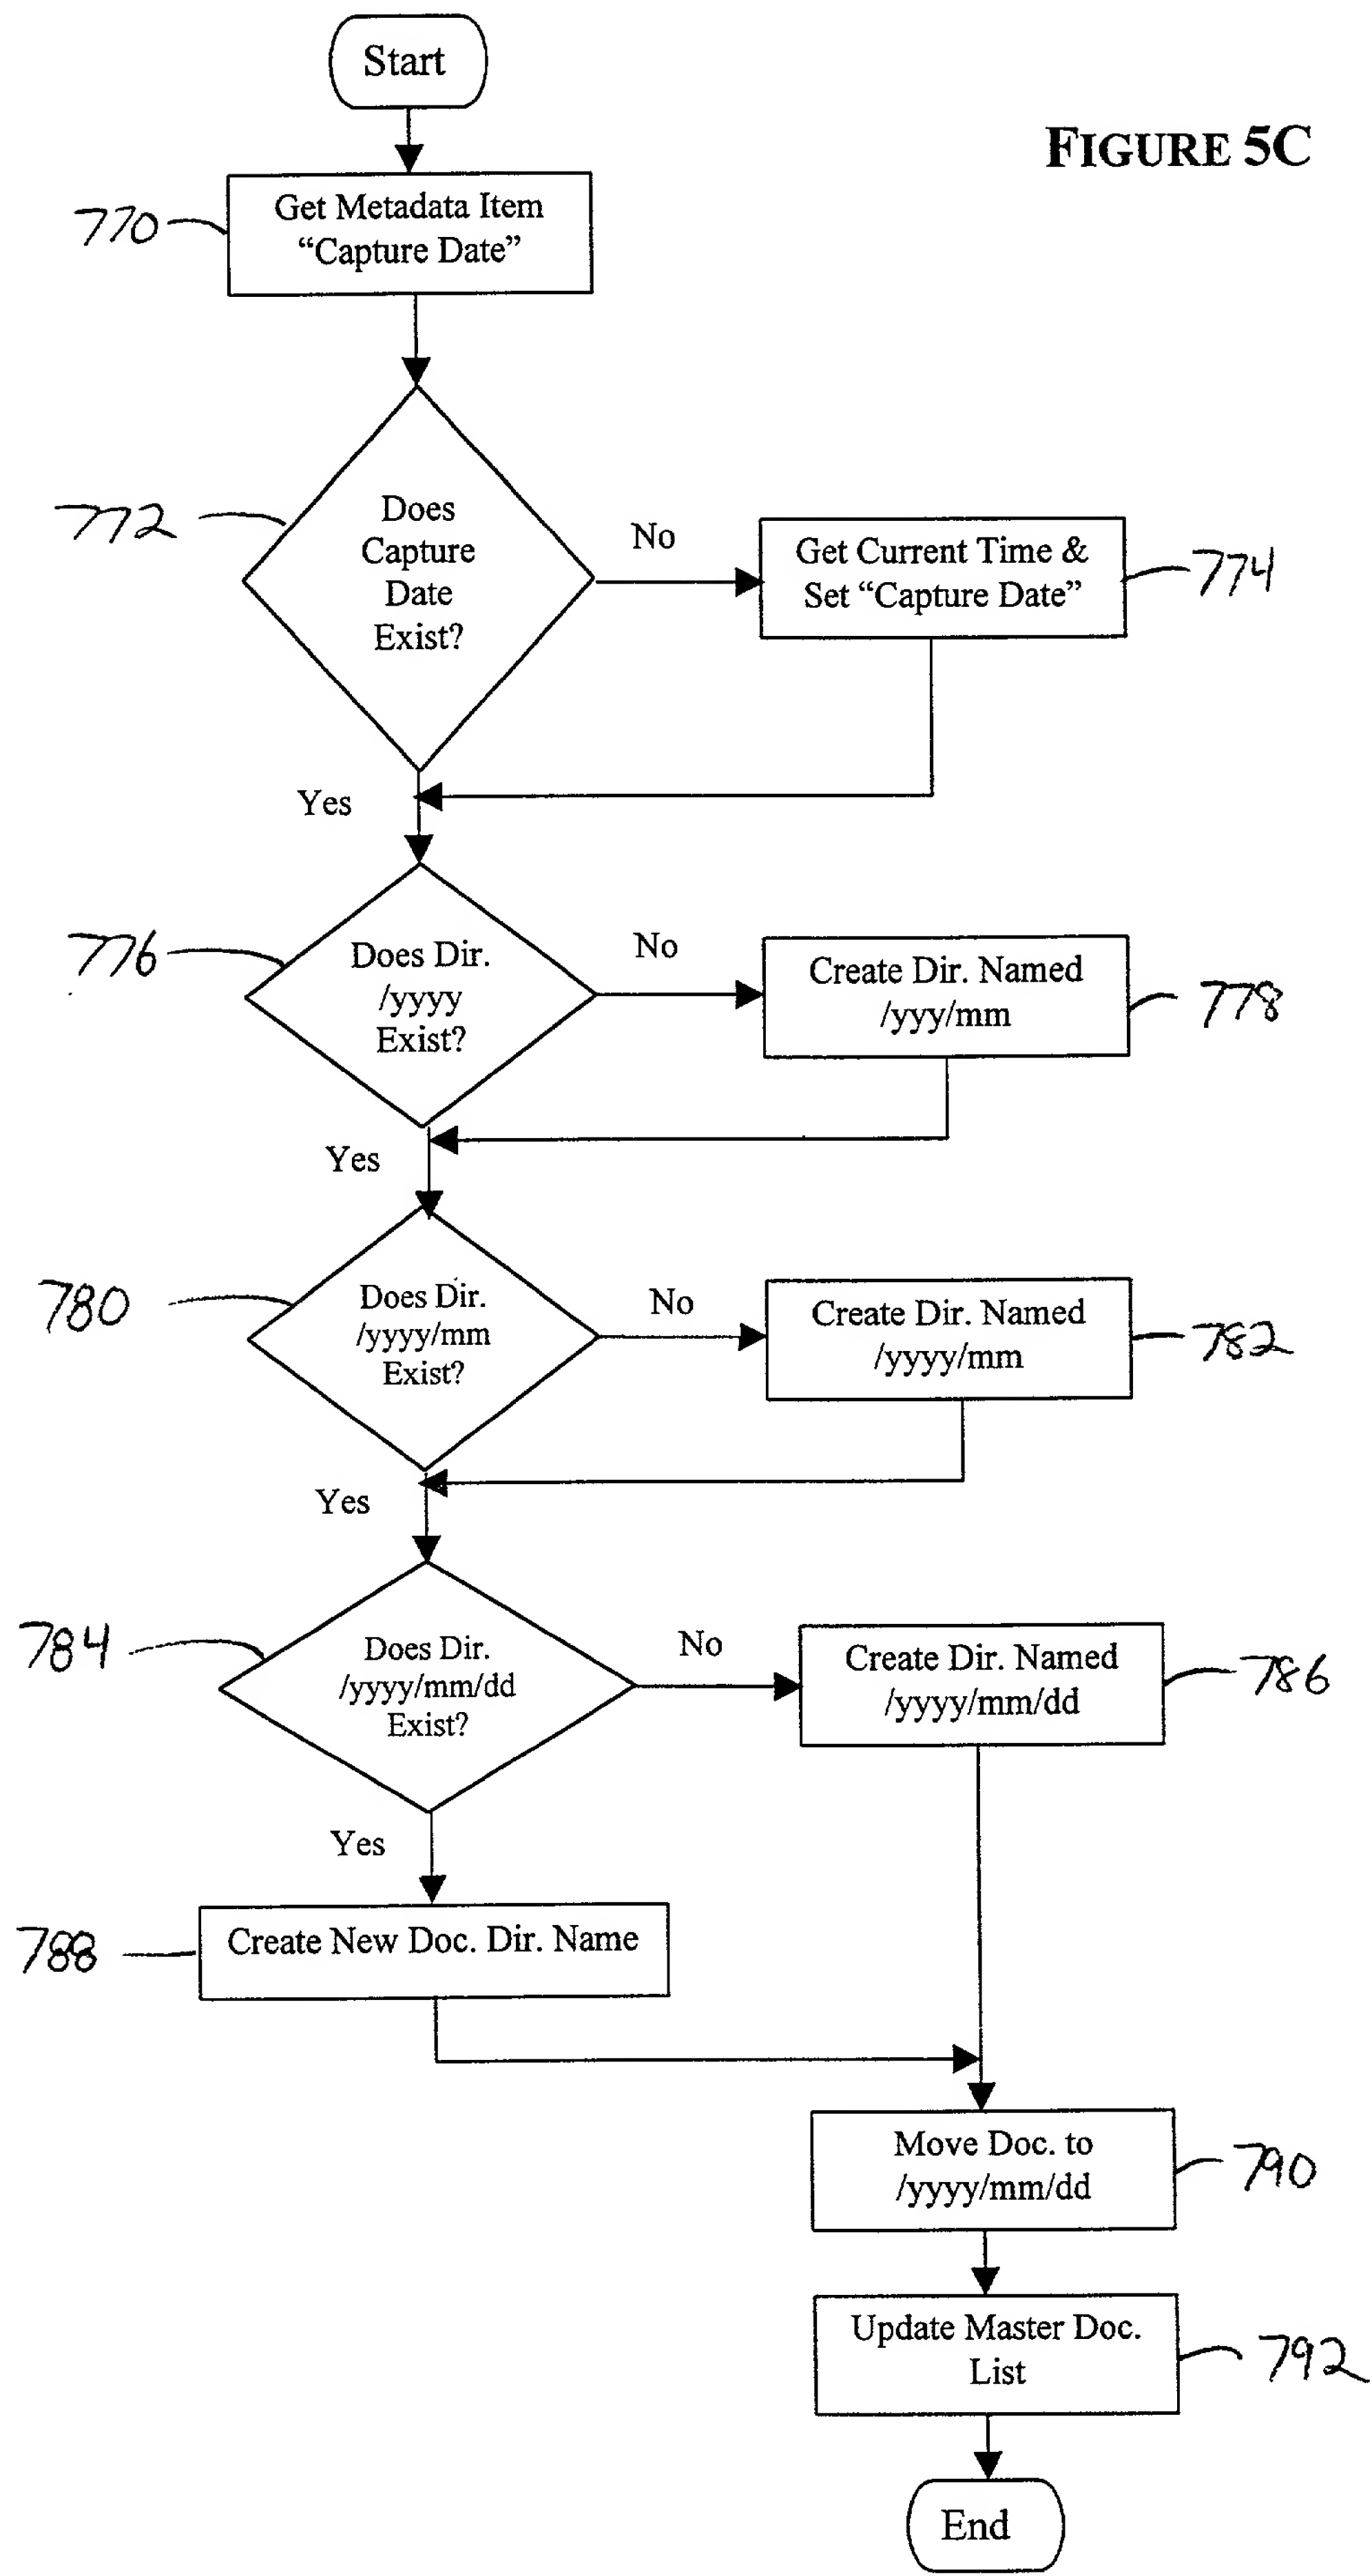 Start
FIGURE 5C
770
Get Metadata Item
“Capture Date”
772
Does
Capture
Date
Exist?
No
Get Current Time &
Set “Capture Date”
774
Yes
776
Does Dir.
/yyyy
Exist?
No
Create Dir. Named
/yyy/mm
778
Yes
780
Does Dir.
/yyyy/mm
Exist?
No
Create Dir. Named
/yyyy/mm
782
Yes
784
Does Dir.
/yyyy/mm/dd
Exist?
No
Create Dir. Named
/yyyy/mm/dd
786
Yes
788
Create New Doc. Dir. Name
Move Doc. to
/yyyy/mm/dd
790
Update Master Doc.
List
792
End